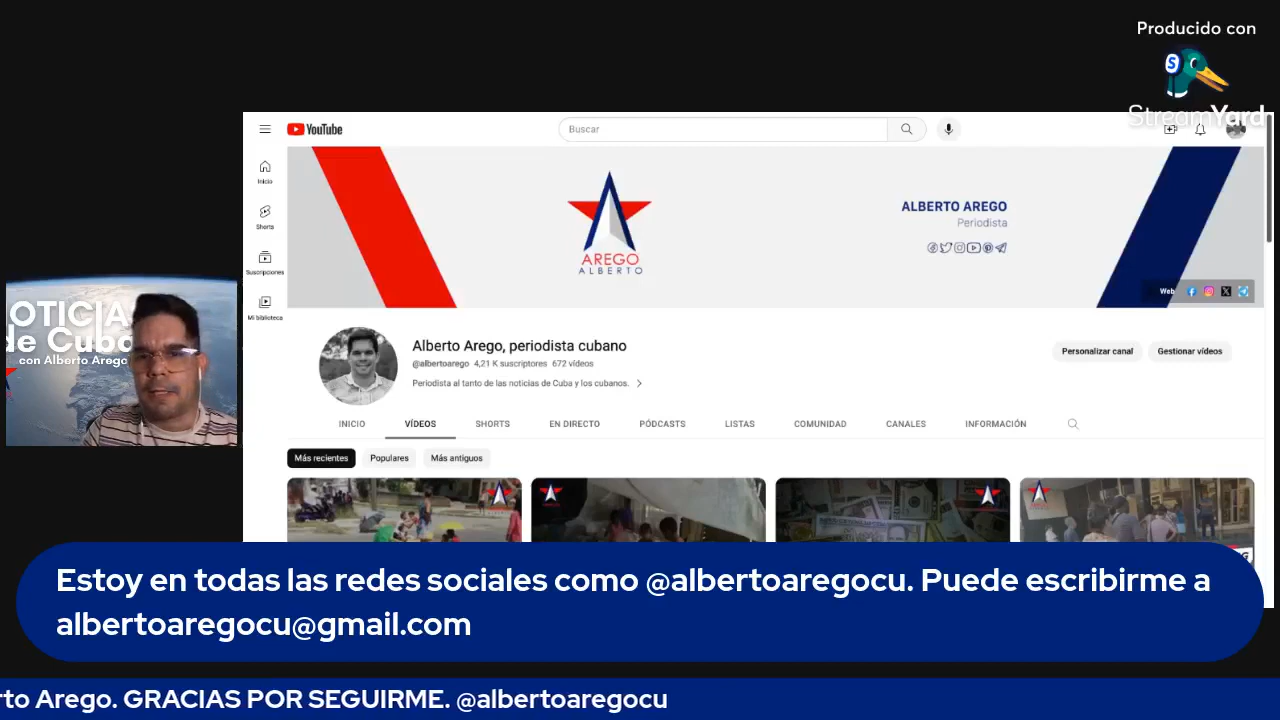 Producido con
StreamYard
YouTube
Buscar
Inicio
Shorts
Suscripciones
Mi biblioteca
AREGO
ALBERTO
ALBERTO AREGO
Periodista
Web
OTICIA
de Cuba
con Alberto Arego
Alberto Arego, periodista cubano
@albertoarego 4,21 K suscriptores 672 vídeos
Periodista al tanto de las noticias de Cuba y los cubanos.
Personalizar canal
Gestionar vídeos
INICIO
VÍDEOS
SHORTS
EN DIRECTO
PÓDCASTS
LISTAS
COMUNIDAD
CANALES
INFORMACIÓN
Más recientes
Populares
Más antiguos
Estoy en todas las redes sociales como @albertoaregocu. Puede escribirme a
albertoaregocu@gmail.com
rto Arego. GRACIAS POR SEGUIRME. @albertoaregocu